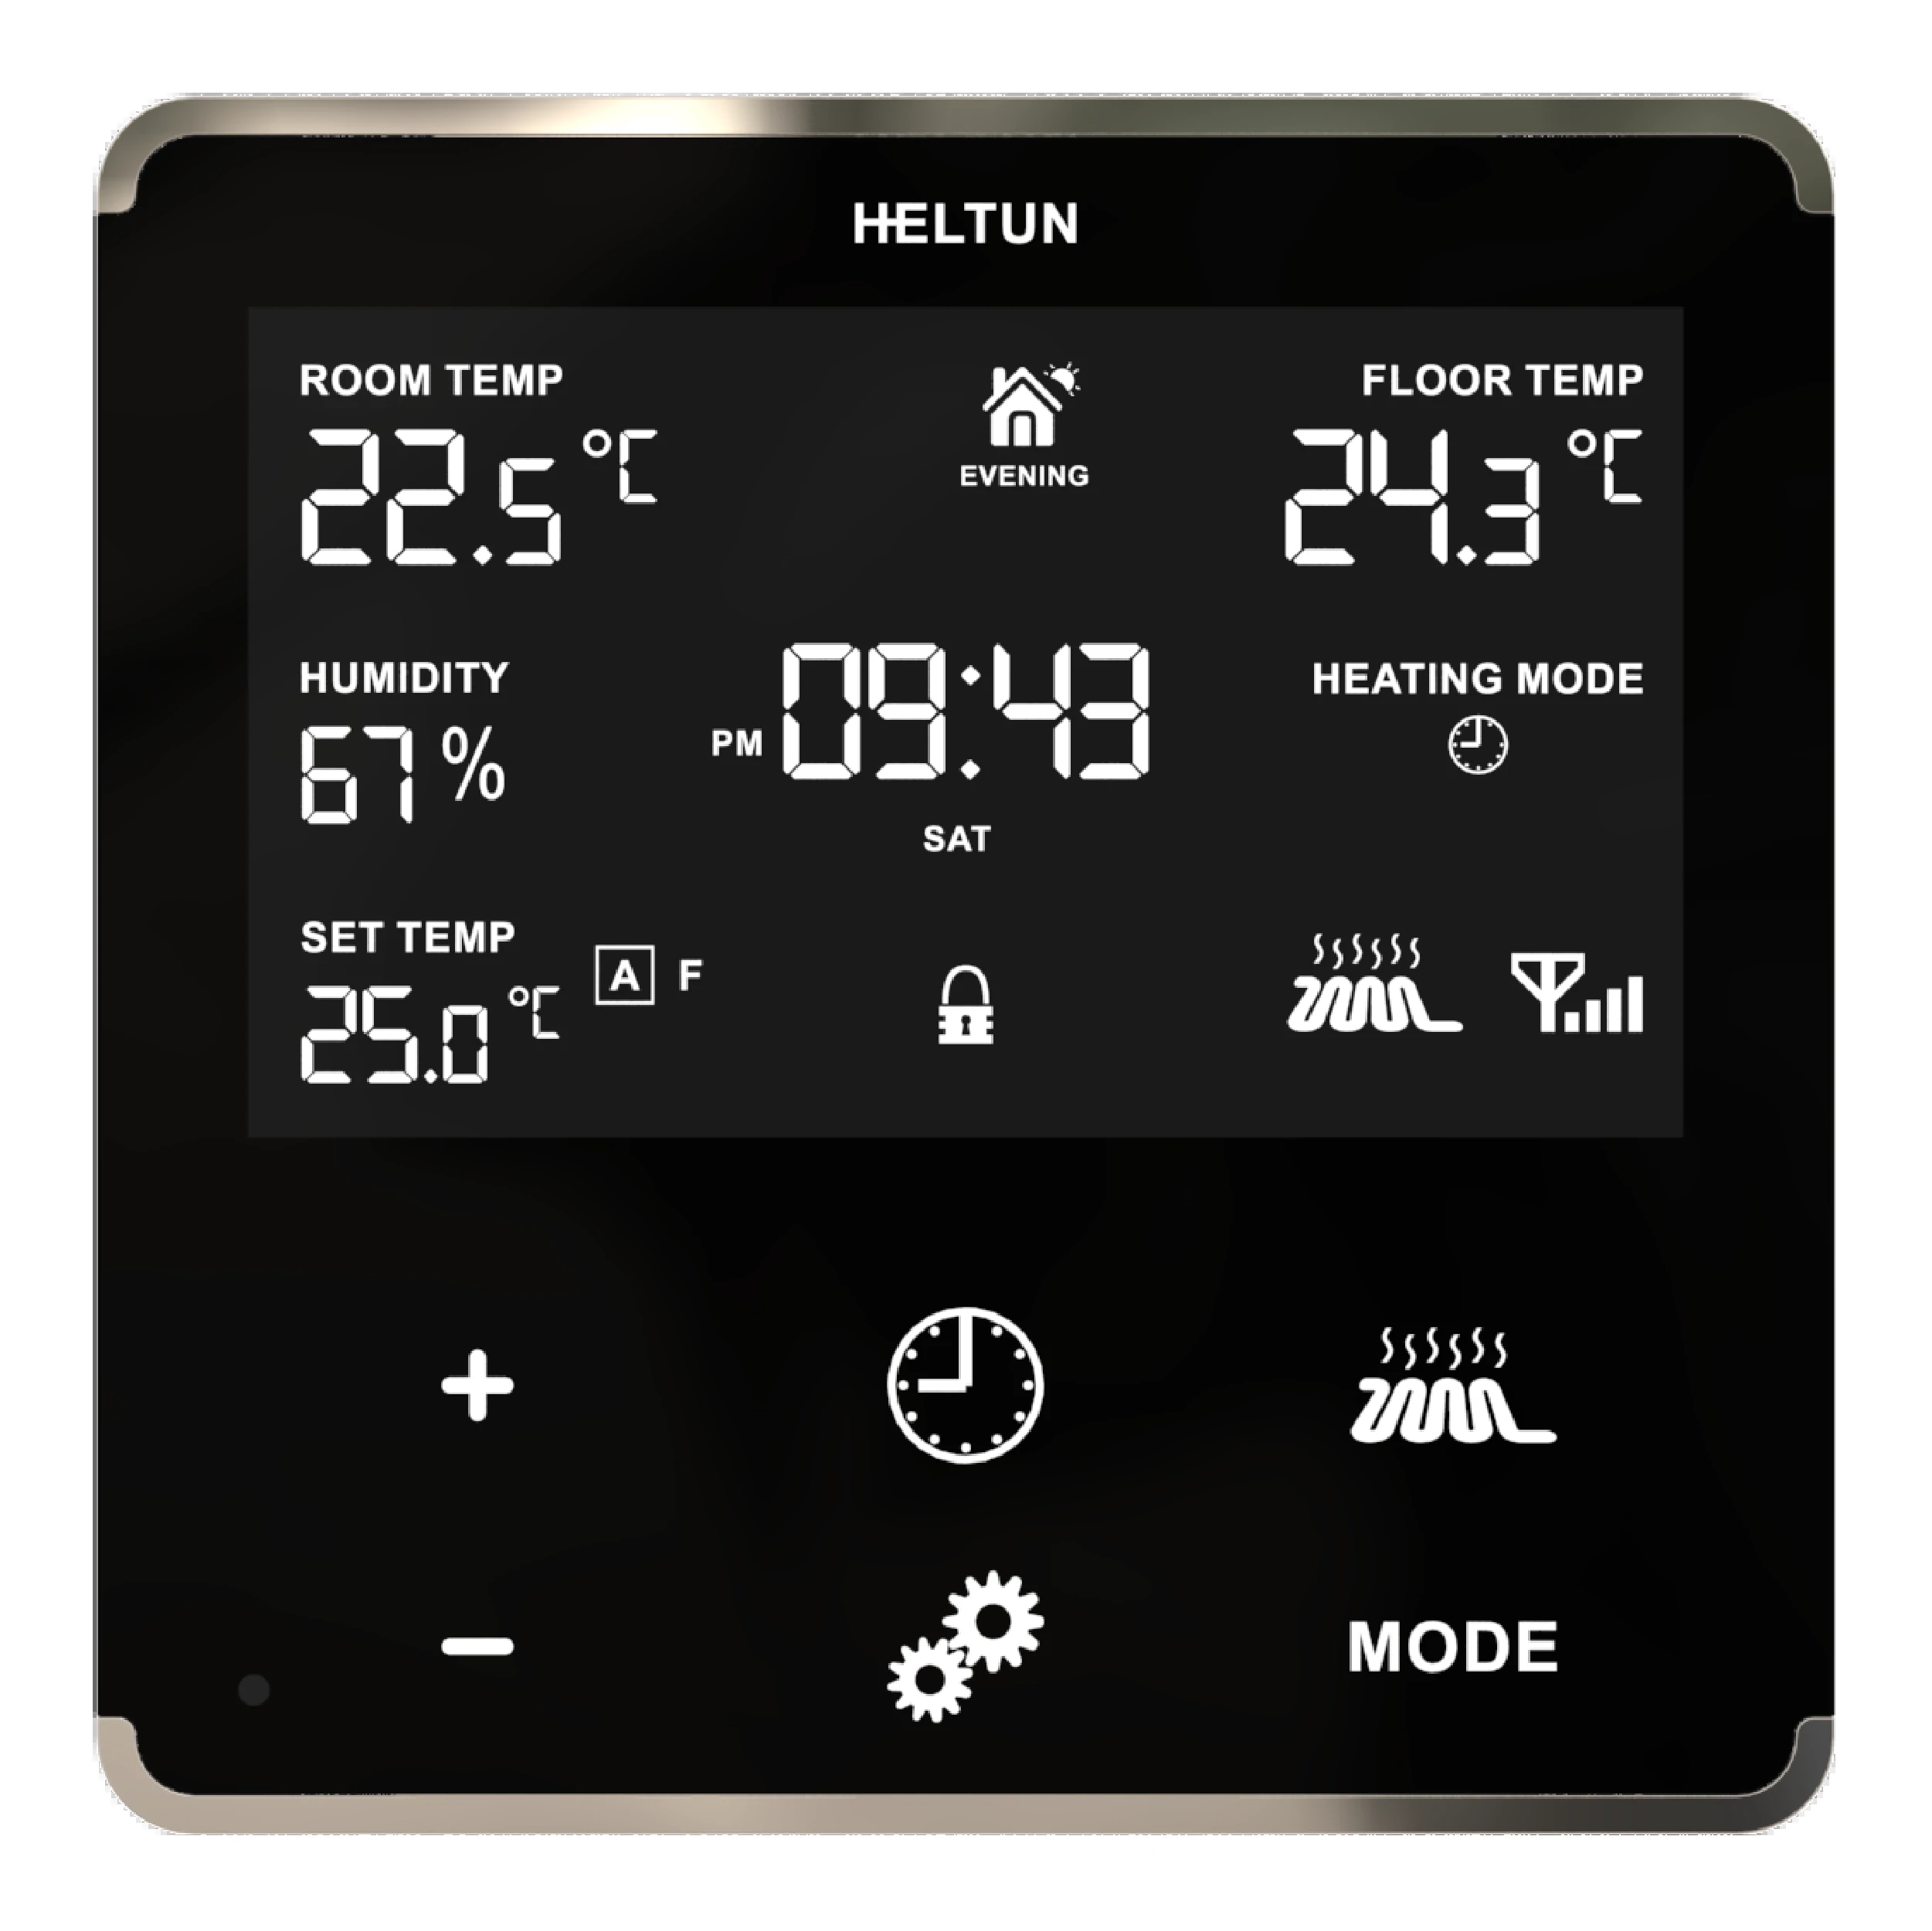 HELTUN
ROOM TEMP
22.5 °C
EVENING
FLOOR TEMP
24.3 °C
HUMIDITY
67 %
PM 09:43
SAT
HEATING MODE
SET TEMP
25.0 °C A F
MODE